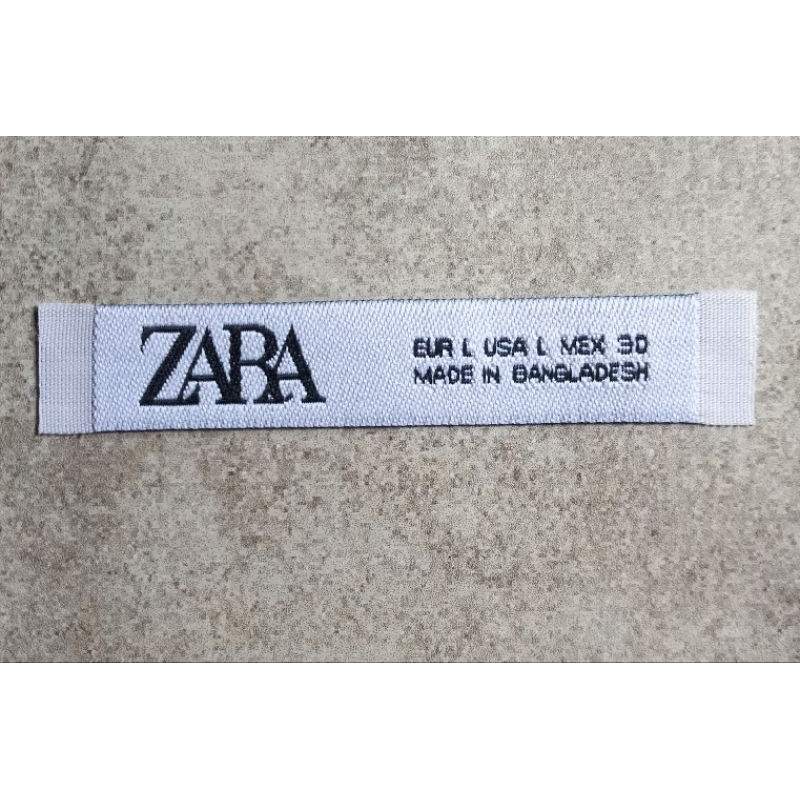 ZARA
EUR L USA L MEX 30
MADE IN BANGLADESH